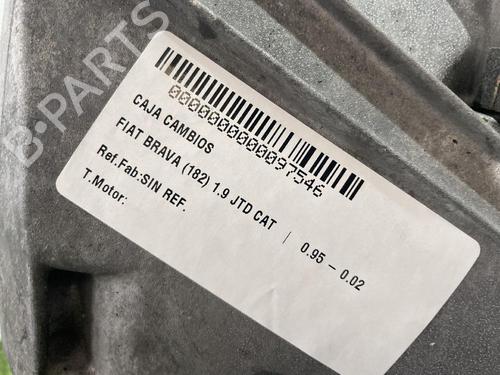 B-PARTS
0000000000097546
CAJA CAMBIOS
FIAT BRAVA (182) 1.9 JTD CAT | 0.95 - 0.02
Ref.Fab:SIN REF.
T.Motor: